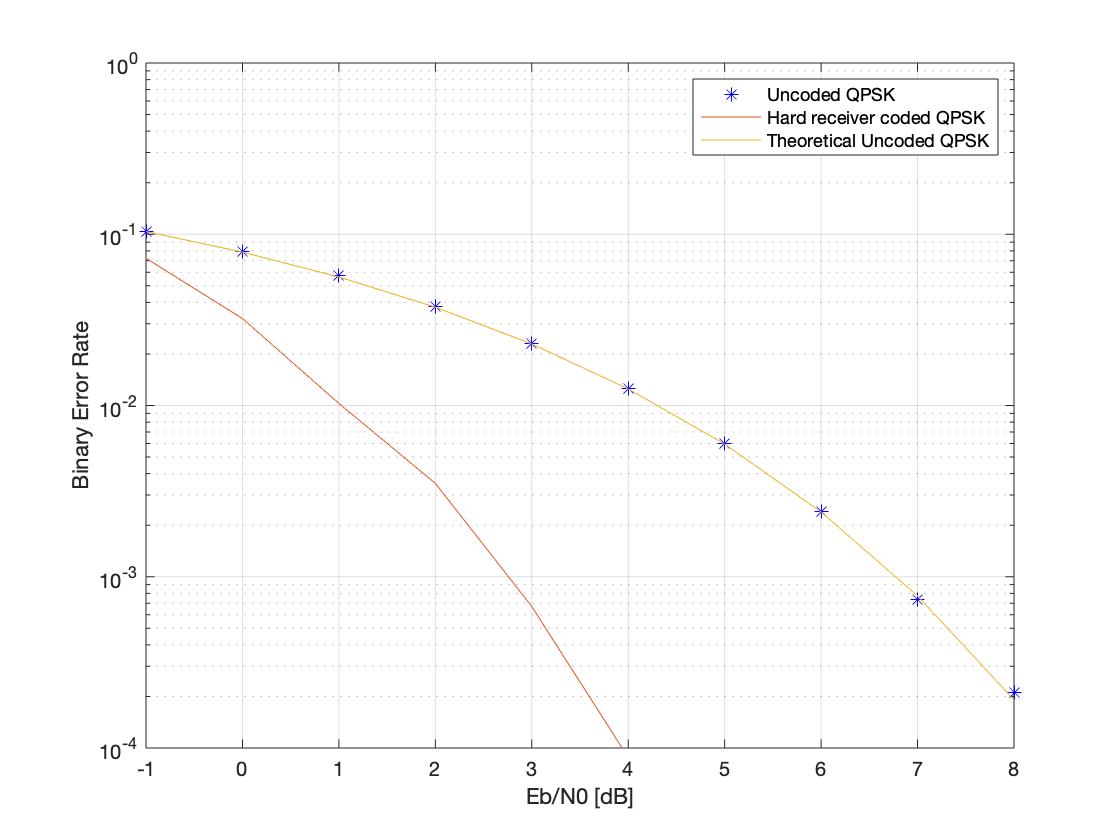 10^0
10^-1
10^-2
10^-3
10^-4
Binary Error Rate
Uncoded QPSK
Hard receiver coded QPSK
Theoretical Uncoded QPSK
-1 0 1 2 3 4 5 6 7 8
Eb/N0 [dB]